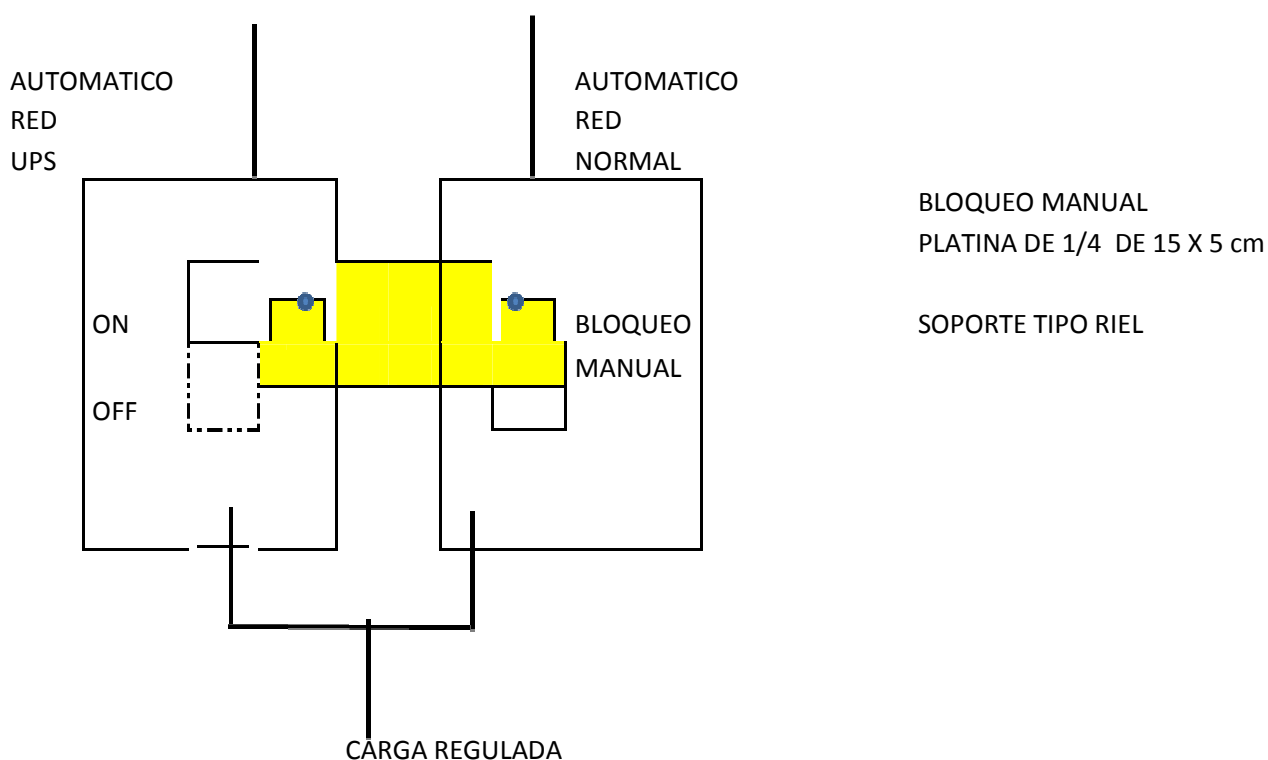 AUTOMATICO
RED
UPS
AUTOMATICO
RED
NORMAL
BLOQUEO MANUAL
PLATINA DE 1/4 DE 15 X 5 cm
ON
BLOQUEO
MANUAL
SOPORTE TIPO RIEL
OFF
CARGA REGULADA